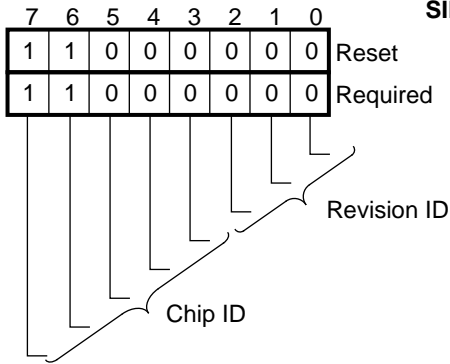 7 6 5 4 3 2 1 0
1 1 0 0 0 0 0 0 Reset
1 1 0 0 0 0 0 0 Required
Revision ID
Chip ID